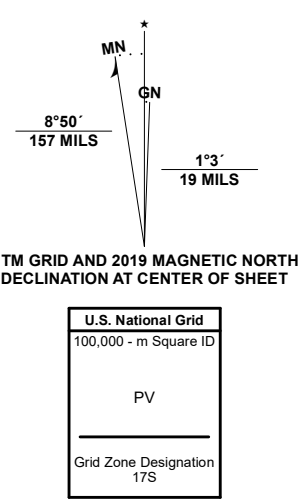 ★
MN
GN
8°50´
157 MILS
1°3´
19 MILS
TM GRID AND 2019 MAGNETIC NORTH
DECLINATION AT CENTER OF SHEET
U.S. National Grid
100,000 - m Square ID
PV
Grid Zone Designation
17S